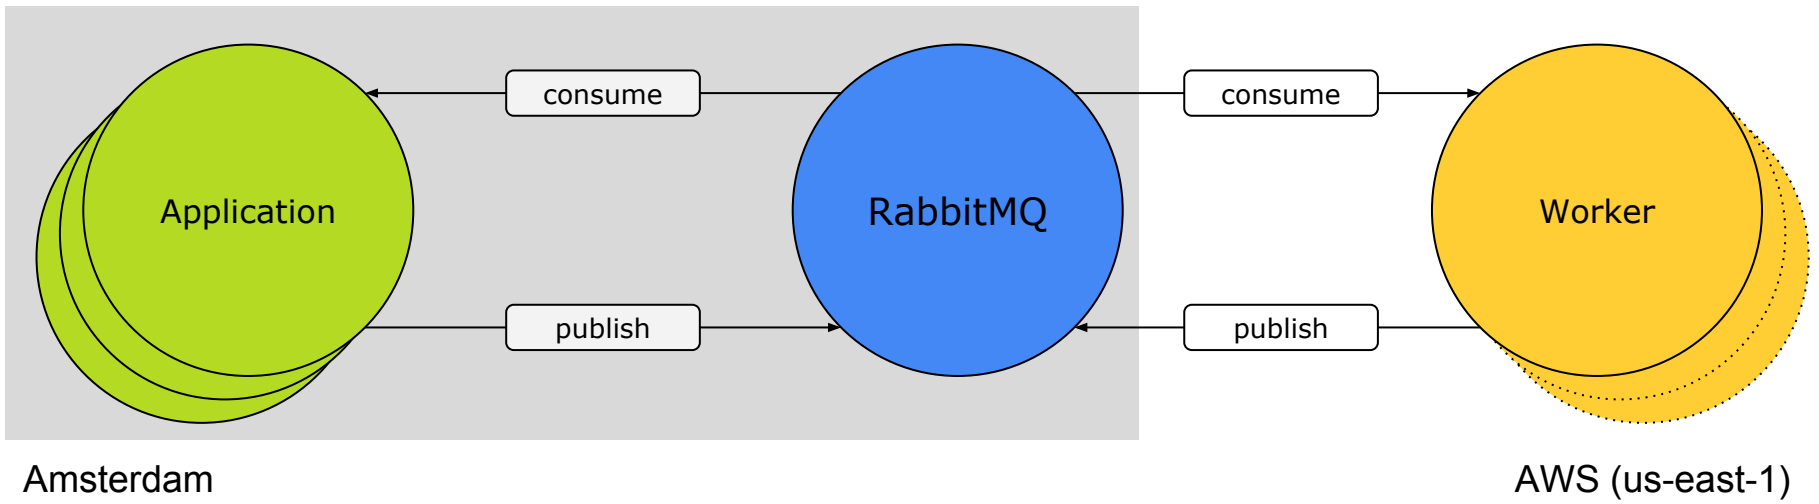 consume
consume
Application
RabbitMQ
Worker
publish
publish
Amsterdam
AWS (us-east-1)